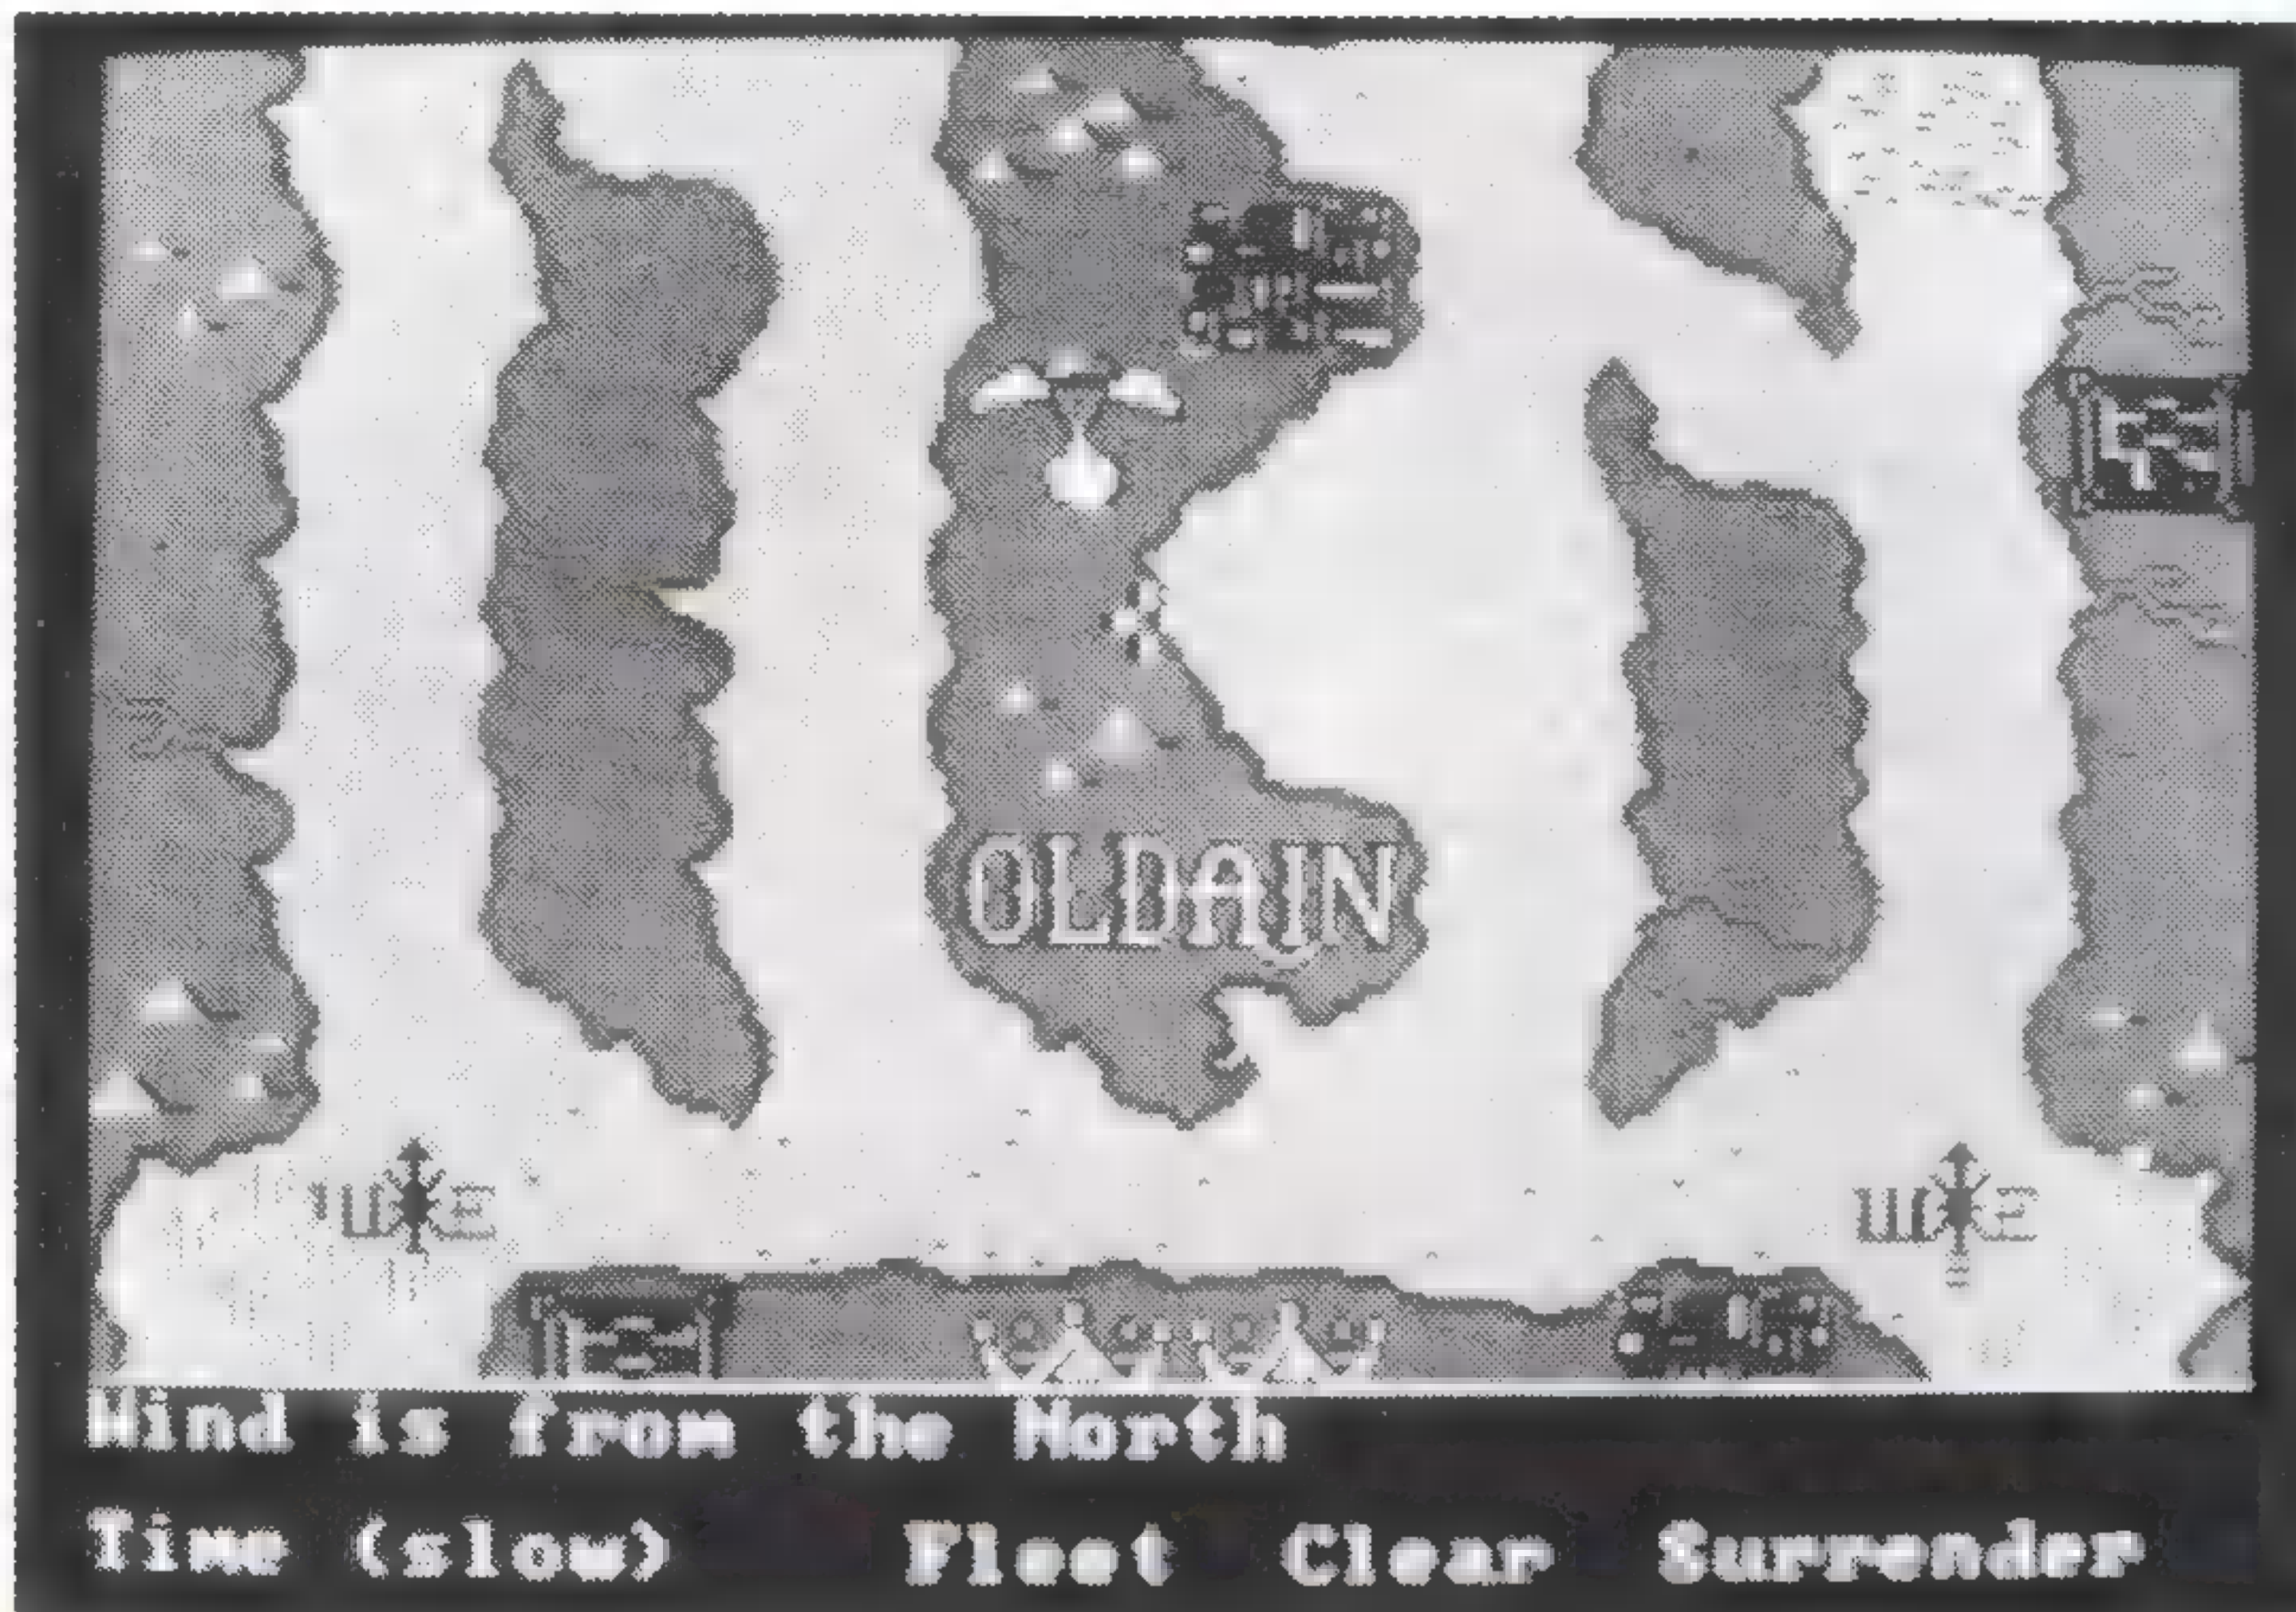 OLDAIN
W E
W E
Wind is from the North
Time (slow) Fleet Clear Surrender